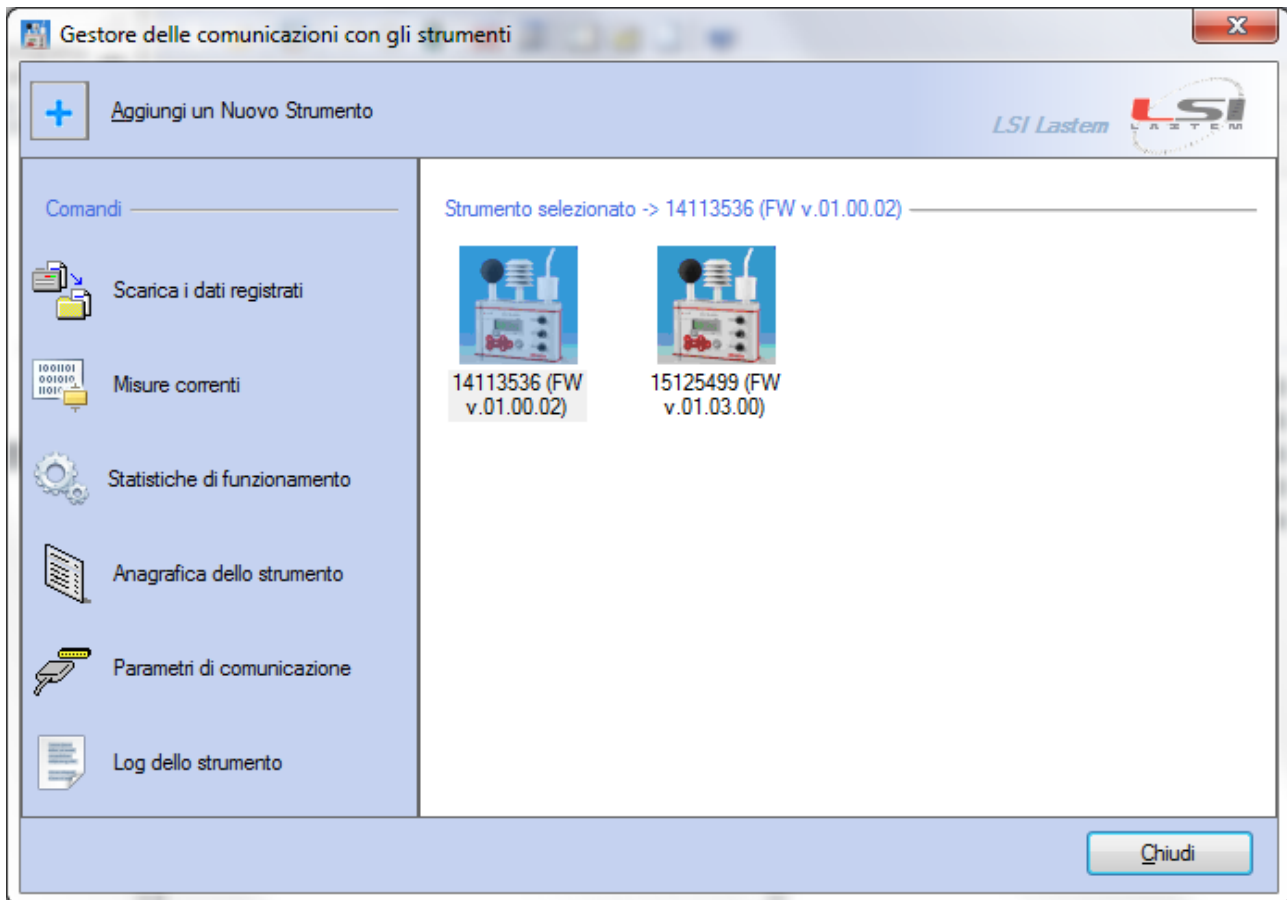 Gestore delle comunicazioni con gli strumenti
x
Aggiungi un Nuovo Strumento
LSI Lastem
LSI
LASTEM
Comandi
Strumento selezionato -> 14113536 (FW v.01.00.02)
Scarica i dati registrati
Misure correnti
Statistiche di funzionamento
Anagrafica dello strumento
Parametri di comunicazione
Log dello strumento
14113536 (FW
v.01.00.02)
15125499 (FW
v.01.03.00)
Chiudi